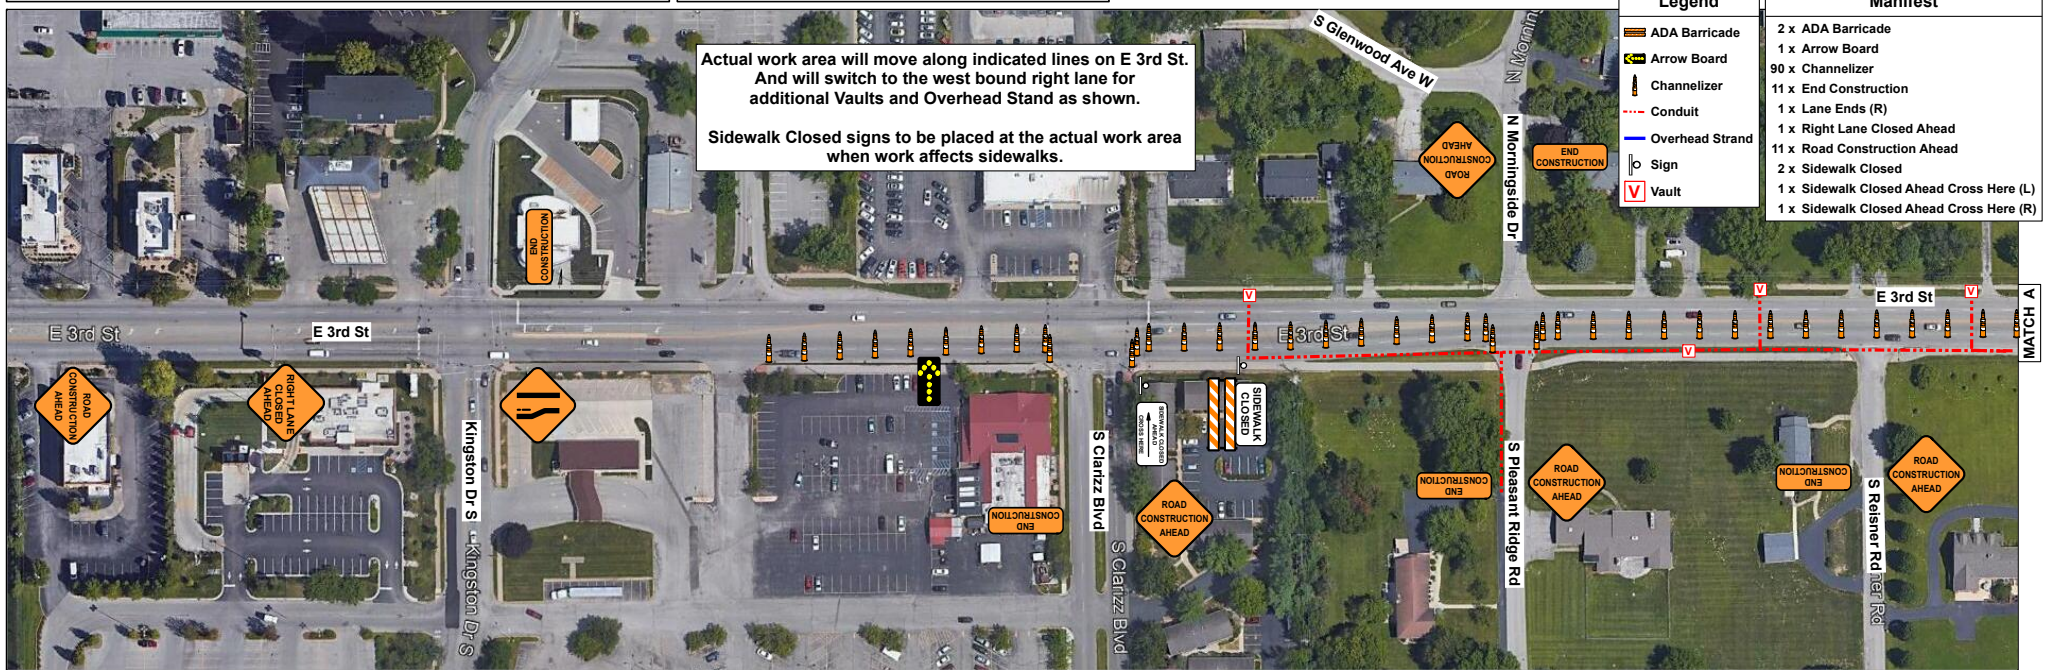 Legend
ADA Barricade
Arrow Board
Channelizer
Conduit
Overhead Strand
Sign
V Vault
Manifest
2 x ADA Barricade
1 x Arrow Board
90 x Channelizer
11 x End Construction
1 x Lane Ends (R)
1 x Right Lane Closed Ahead
11 x Road Construction Ahead
2 x Sidewalk Closed
1 x Sidewalk Closed Ahead Cross Here (L)
1 x Sidewalk Closed Ahead Cross Here (R)
Actual work area will move along indicated lines on E 3rd St.
And will switch to the west bound right lane for
additional Vaults and Overhead Stand as shown.
Sidewalk Closed signs to be placed at the actual work area
when work affects sidewalks.
S Glenwood Ave W
N Morning
N Morningside Dr
ROAD
CONSTRUCTION
AHEAD
END
CONSTRUCTION
END
CONSTRUCTION
V
V
V
E 3rd St
E 3rd St
E 3rd St
E 3rd St
MATCH A
V
ROAD
CONSTRUCTION
AHEAD
RIGHT LANE
CLOSED
AHEAD
Kingston Dr S
Kingston Dr S
END
CONSTRUCTION
S Clarizz Blvd
S Clarizz Blvd
SIDEWALK CLOSED
AHEAD
CROSS HERE
SIDEWALK
CLOSED
ROAD
CONSTRUCTION
AHEAD
END
CONSTRUCTION
S Pleasant Ridge Rd
ROAD
CONSTRUCTION
AHEAD
END
CONSTRUCTION
S Reisner Rd
ner Rd
ROAD
CONSTRUCTION
AHEAD